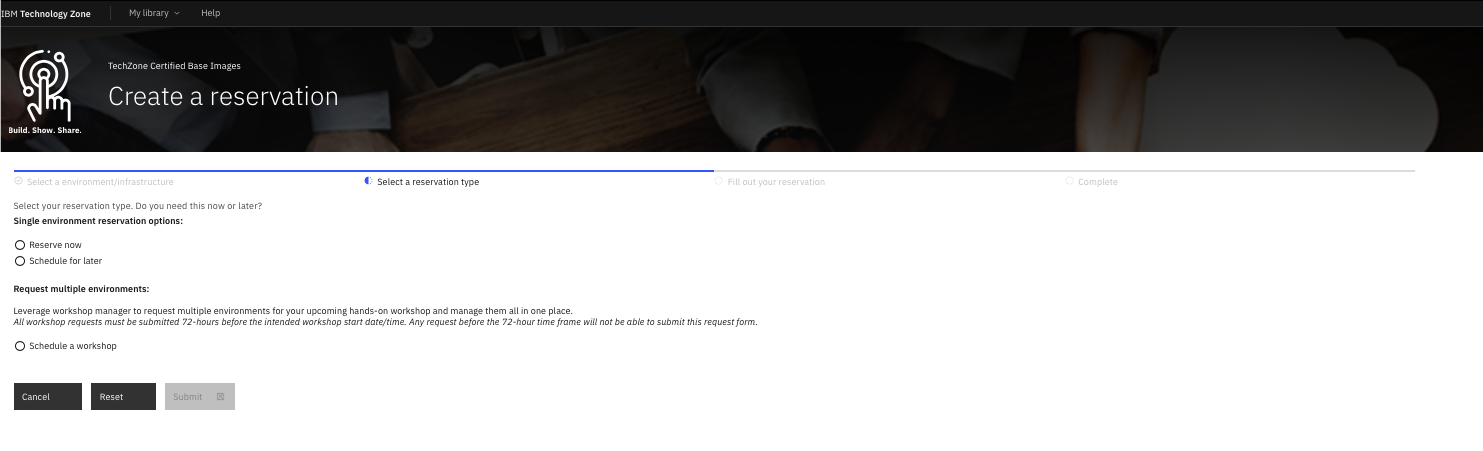 IBM Technology Zone
My library
Help
TechZone Certified Base Images
Create a reservation
Build. Show. Share.
Select a environment/infrastructure
Select a reservation type
Fill out your reservation
Complete
Select your reservation type. Do you need this now or later?
Single environment reservation options:
Reserve now
Schedule for later
Request multiple environments:
Leverage workshop manager to request multiple environments for your upcoming hands-on workshop and manage them all in one place.
All workshop requests must be submitted 72-hours before the intended workshop start date/time. Any request before the 72-hour time frame will not be able to submit this request form.
Schedule a workshop
Cancel
Reset
Submit